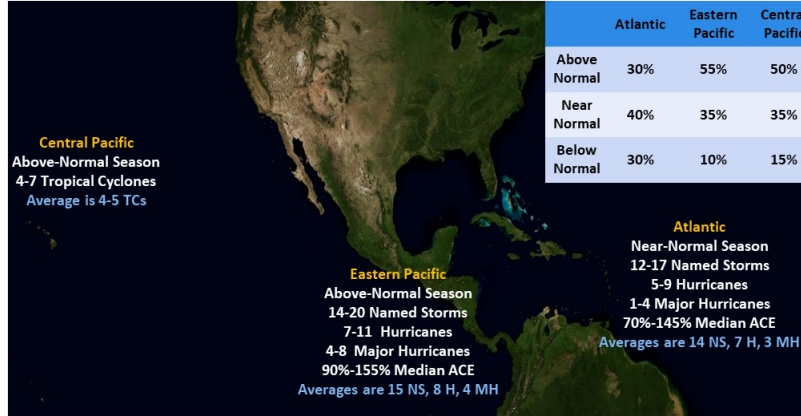 Atlantic Eastern Pacific Central Pacific
Above Normal 30% 55% 50%
Near Normal 40% 35% 35%
Below Normal 30% 10% 15%
Central Pacific
Above-Normal Season
4-7 Tropical Cyclones
Average is 4-5 TCs
Eastern Pacific
Above-Normal Season
14-20 Named Storms
7-11 Hurricanes
4-8 Major Hurricanes
90%-155% Median ACE
Averages are 15 NS, 8 H, 4 MH
Atlantic
Near-Normal Season
12-17 Named Storms
5-9 Hurricanes
1-4 Major Hurricanes
70%-145% Median ACE
Averages are 14 NS, 7 H, 3 MH